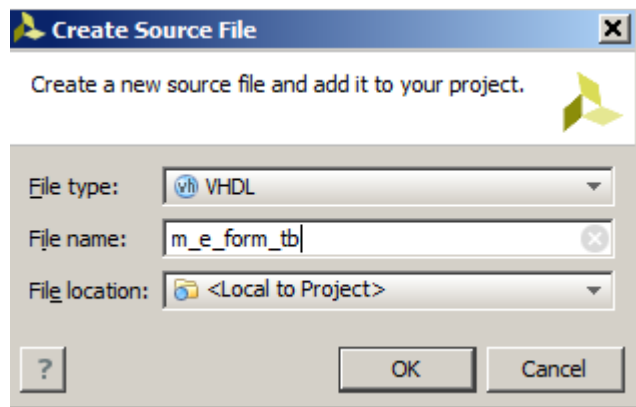 Create Source File
Create a new source file and add it to your project.
File type: vh VHDL
File name: m_e_form_tb
File location: <Local to Project>
? OK Cancel